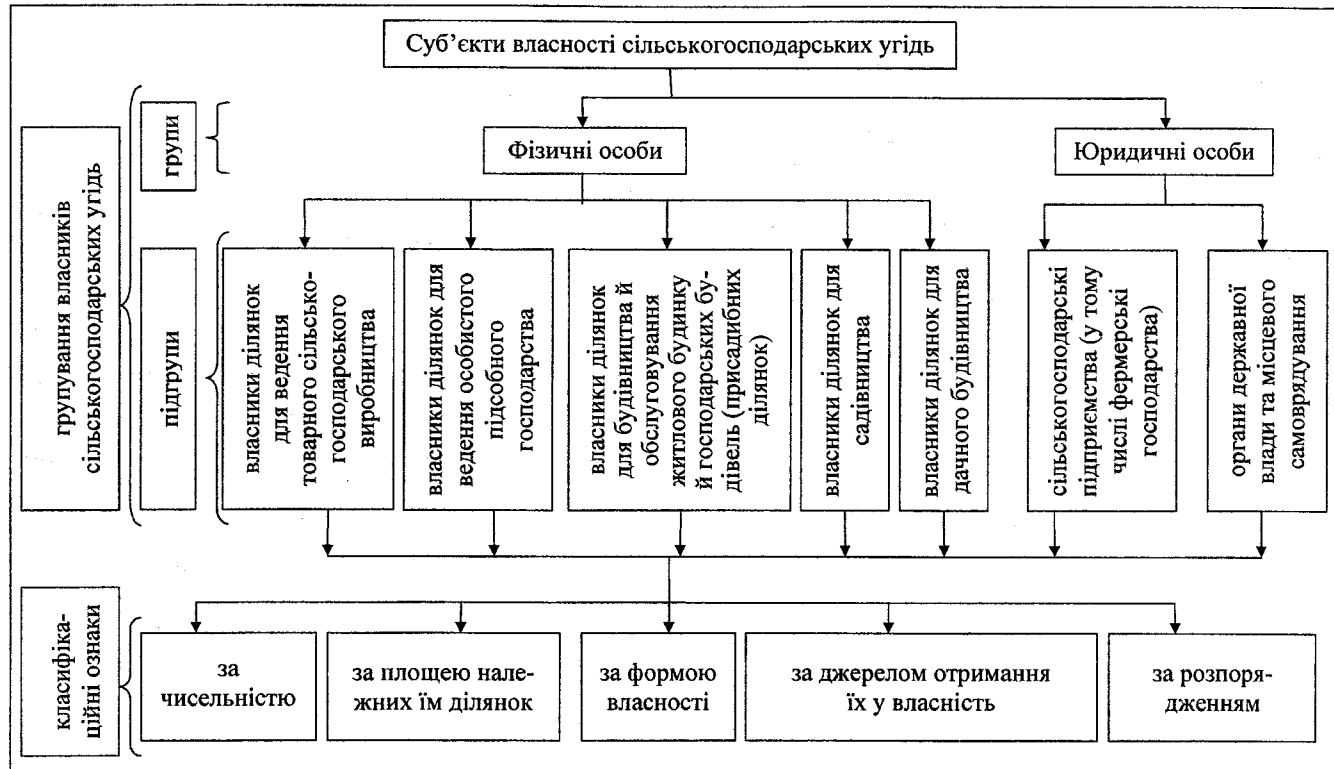 Суб’єкти власності сільськогосподарських угідь
групування власників
сільськогосподарських угідь
групи
Фізичні особи
Юридичні особи
підгрупи
власники ділянок
для ведення
товарного сільсько-
господарського
виробництва
власники ділянок для
ведення особистого
підсобного
господарства
власники ділянок
для будівництва й
обслуговування
житлового будинку
й господарських бу-
дівель (присадибних
ділянок)
власники ділянок для
садівництва
власники ділянок для
дачного будівництва
сільськогосподарські
підприємства (у тому
числі фермерські
господарства)
органи державної
влади та місцевого
самоврядування
класифіка-
ційні ознаки
за
чисельністю
за площею нале-
жних їм ділянок
за формою
власності
за джерелом отримання
їх у власність
за розпоря-
дженням